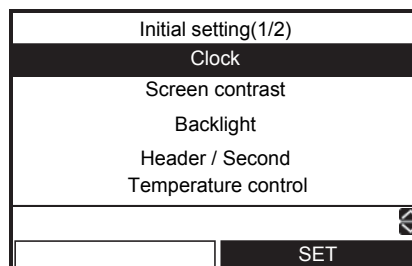 Initial setting(1/2)
Clock
Screen contrast
Backlight
Header / Second
Temperature control
SET